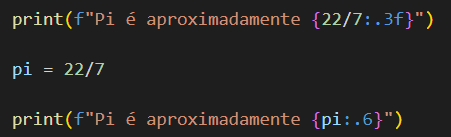 print(f"Pi é aproximadamente {22/7:.3f}")
pi = 22/7
print(f"Pi é aproximadamente {pi:.6}")